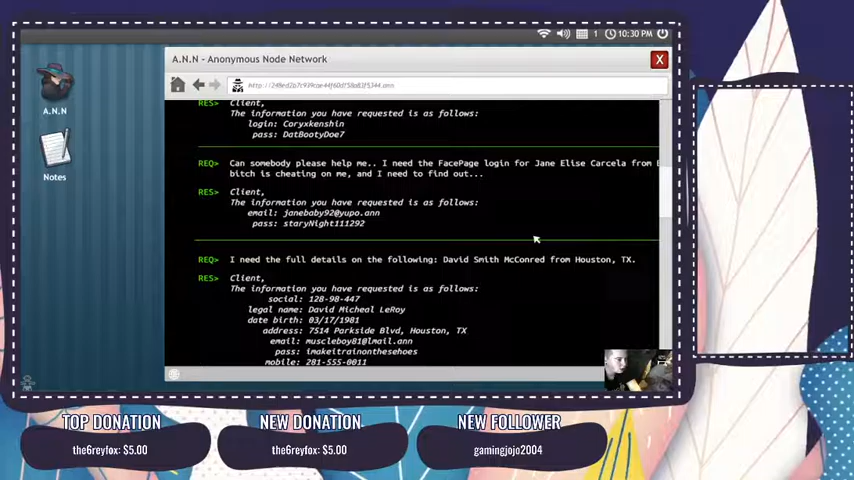 1 10:30 PM
A.N.N - Anonymous Node Network
X
A.N.N
Notes
RES> Client,
The information you have requested is as follows:
login: Coryxkenshin
pass: DatBootyDoe7
REQ> Can somebody please help me.. I need the FacePage login for Jane Elise Carcela from
bitch is cheating on me, and I need to find out...
RES> Client,
The information you have requested is as follows:
email: janebaby92@yupo.ann
pass: staryNight111292
REQ> I need the full details on the following: David Smith McConred from Houston, TX.
RES> Client,
The information you have requested is as follows:
social: 128-98-447
legal name: David Micheal LeRoy
date birth: 03/17/1981
address: 7514 Parkside Blvd, Houston, TX
email: muscleboy81@lmail.ann
pass: imakeitrainonthesehoes
mobile: 281-555-0011
TOP DONATION
the6reyfox: $5.00
NEW DONATION
the6reyfox: $5.00
NEW FOLLOWER
gamingjojo2004